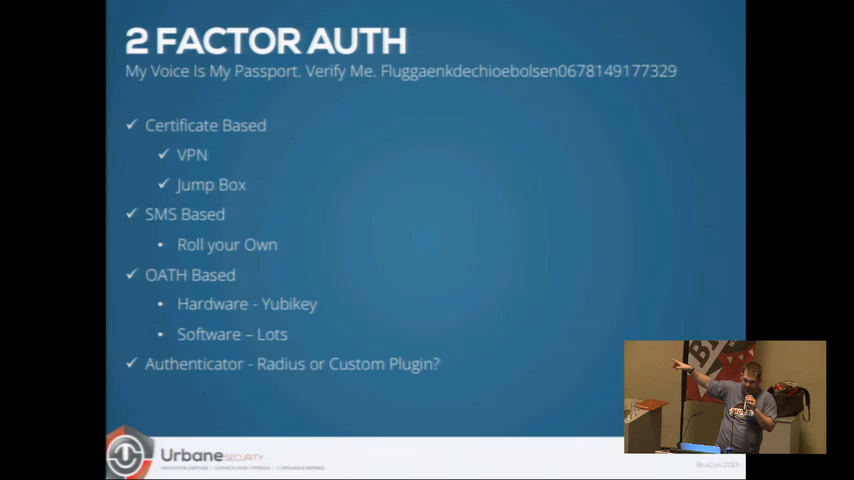 2 FACTOR AUTH
My Voice Is My Passport. Verify Me. Fluggaenkdechioebolsen0678149177329
Certificate Based
VPN
Jump Box
SMS Based
• Roll your Own
OATH Based
• Hardware - Yubikey
• Software – Lots
Authenticator - Radius or Custom Plugin?
Urbane SECURITY